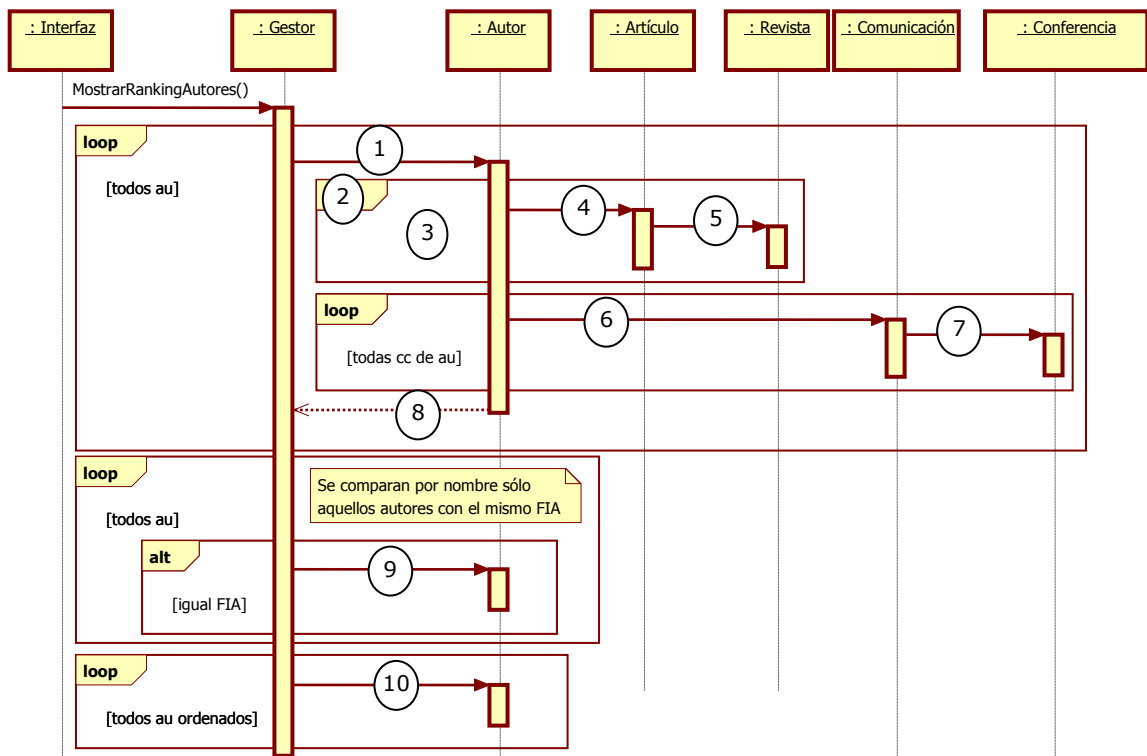 : Interfaz
: Gestor
: Autor
: Artículo
: Revista
: Comunicación
: Conferencia
MostrarRankingAutores()
loop
[todos au]
1
2
3
4
5
loop
[todas cc de au]
6
7
8
loop
[todos au]
Se comparan por nombre sólo
aquellos autores con el mismo FIA
alt
[igual FIA]
9
loop
[todos au ordenados]
10